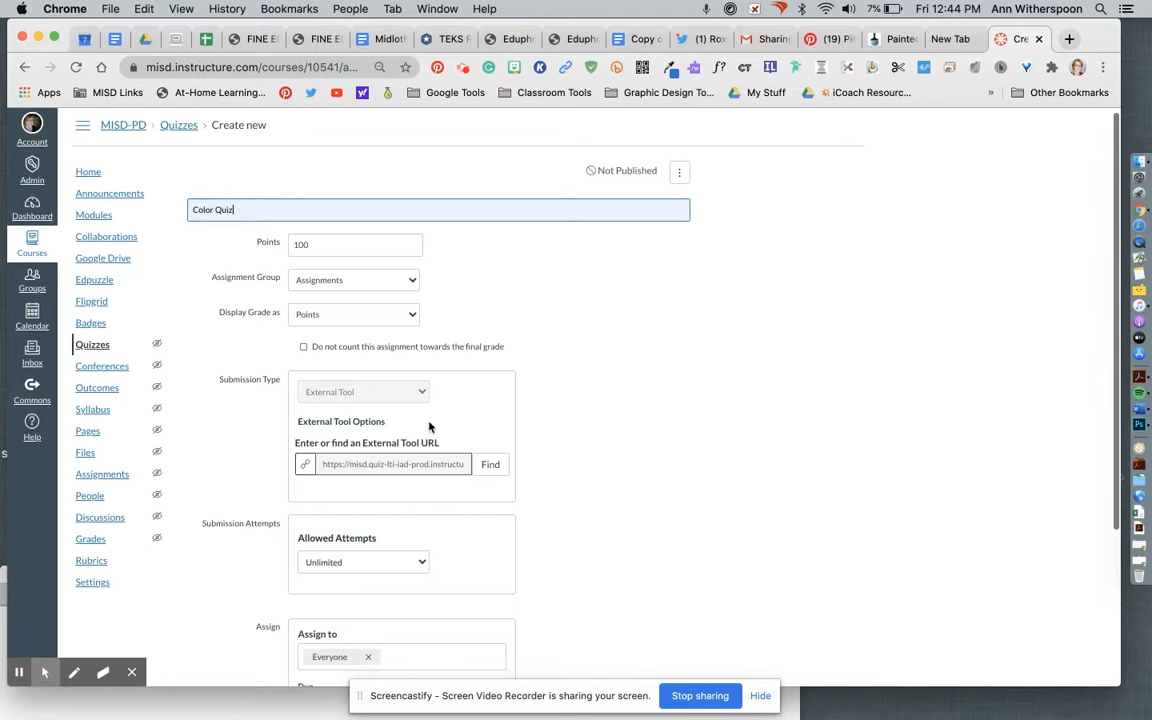 Chrome File Edit View History Bookmarks People Tab Window Help 7% Fri 12:44 PM Ann Witherspoon
7 FINE E FINE E Midloth TEKS R Eduph Eduph Copy o (1) Rox Sharing (19) Pi Painte New Tab Cre
misd.instructure.com/courses/10541/a...
Apps MISD Links At-Home Learning... Google Tools Classroom Tools Graphic Design To... My Stuff iCoach Resourc... » Other Bookmarks
Account
Admin
Dashboard
Courses
Groups
Calendar
Inbox
Commons
Help
MISD-PD > Quizzes > Create new
Home
Announcements
Modules
Collaborations
Google Drive
Edpuzzle
Flipgrid
Badges
Quizzes
Conferences
Outcomes
Syllabus
Pages
Files
Assignments
People
Discussions
Grades
Rubrics
Settings
Not Published
Color Quiz
Points 100
Assignment Group Assignments
Display Grade as Points
Do not count this assignment towards the final grade
Submission Type External Tool
External Tool Options
Enter or find an External Tool URL
https://misd.quiz-lti-iad-prod.instructu Find
Submission Attempts
Allowed Attempts
Unlimited
Assign
Assign to
Everyone ×
Due
Screencastify - Screen Video Recorder is sharing your screen. Stop sharing Hide